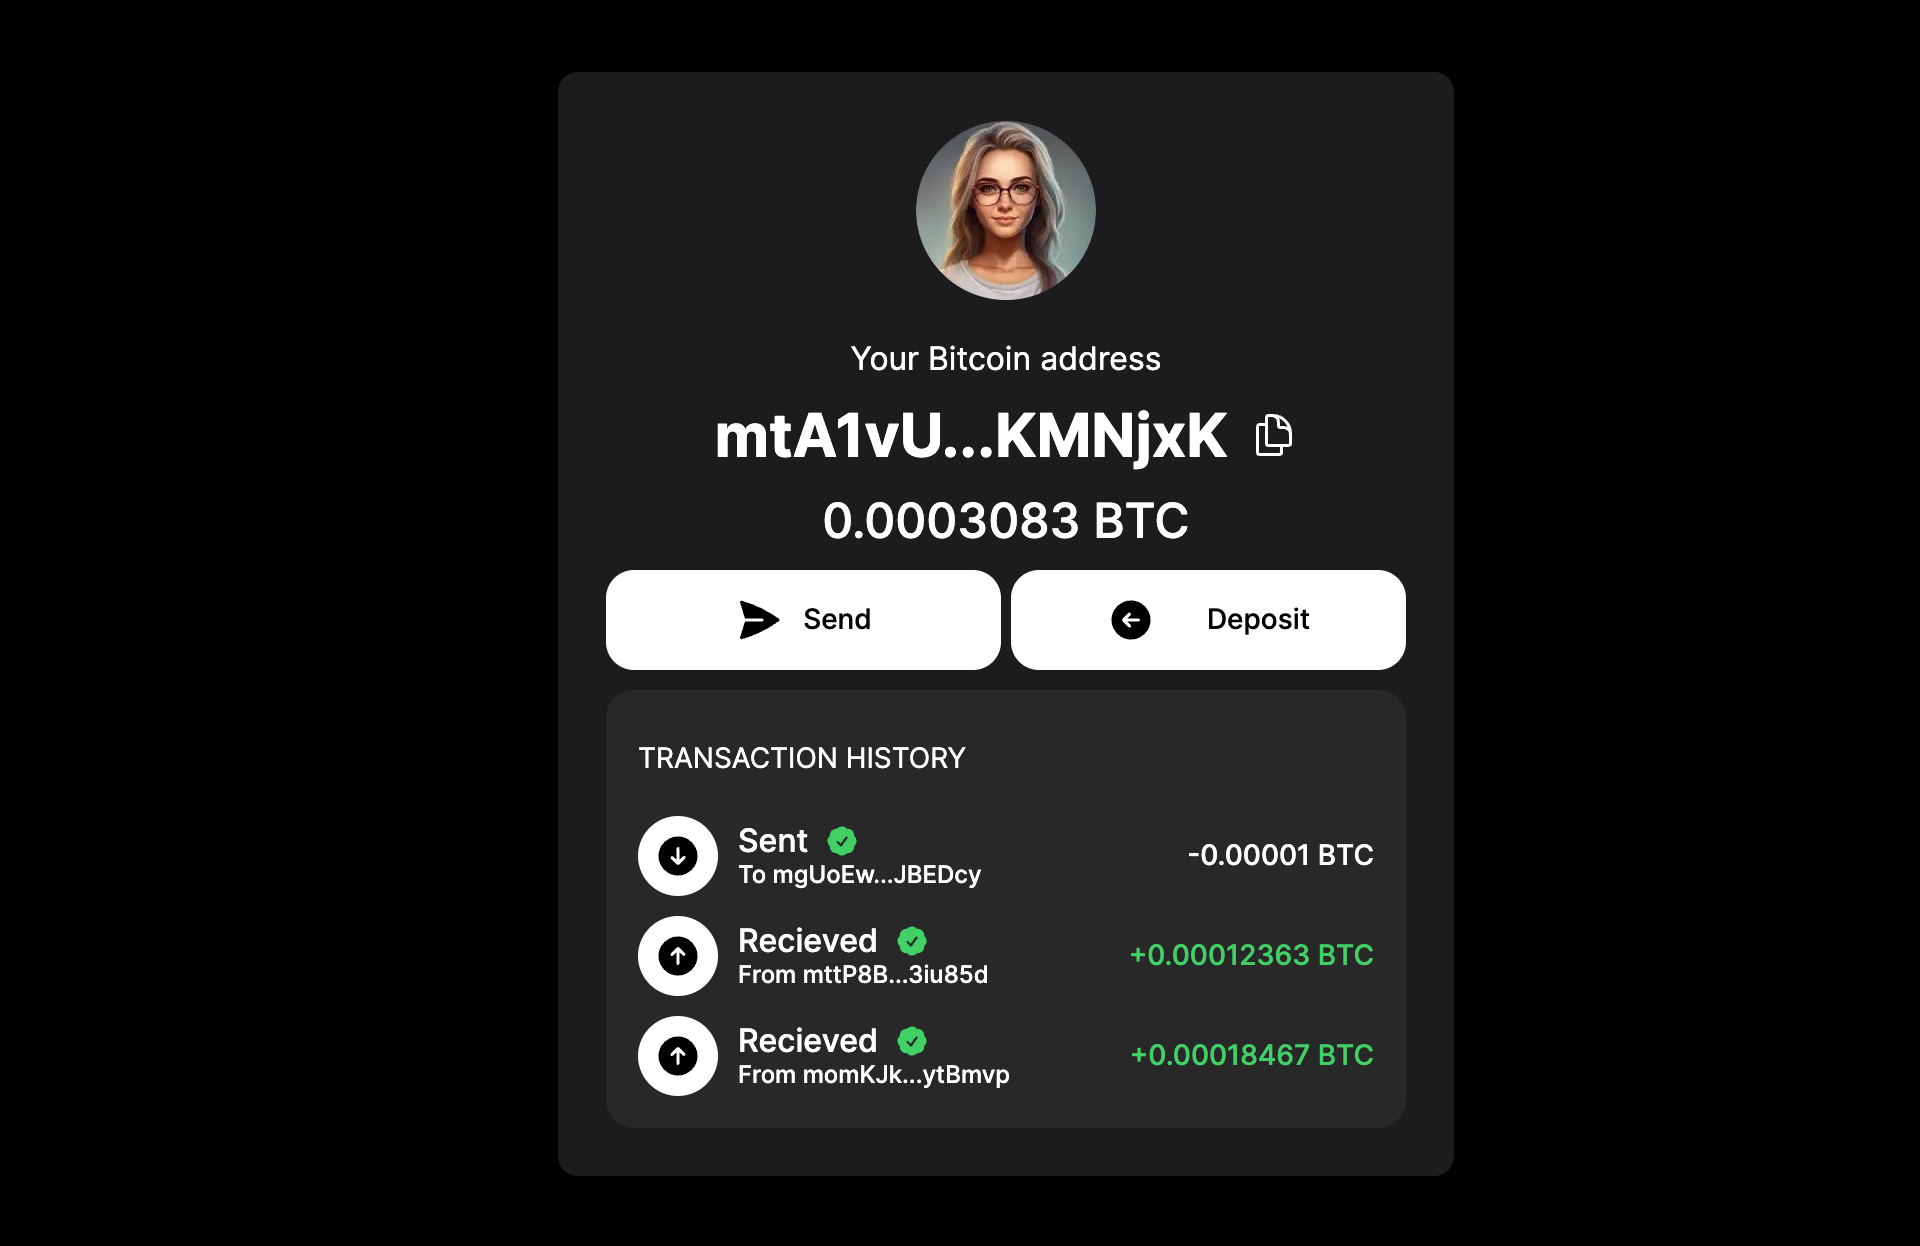 Your Bitcoin address
mtA1vU...KMNjxK
0.0003083 BTC
Send
Deposit
TRANSACTION HISTORY
Sent
To mgUoEw...JBEDcy
-0.00001 BTC
Recieved
From mttP8B...3iu85d
+0.00012363 BTC
Recieved
From momKJk...ytBmvp
+0.00018467 BTC